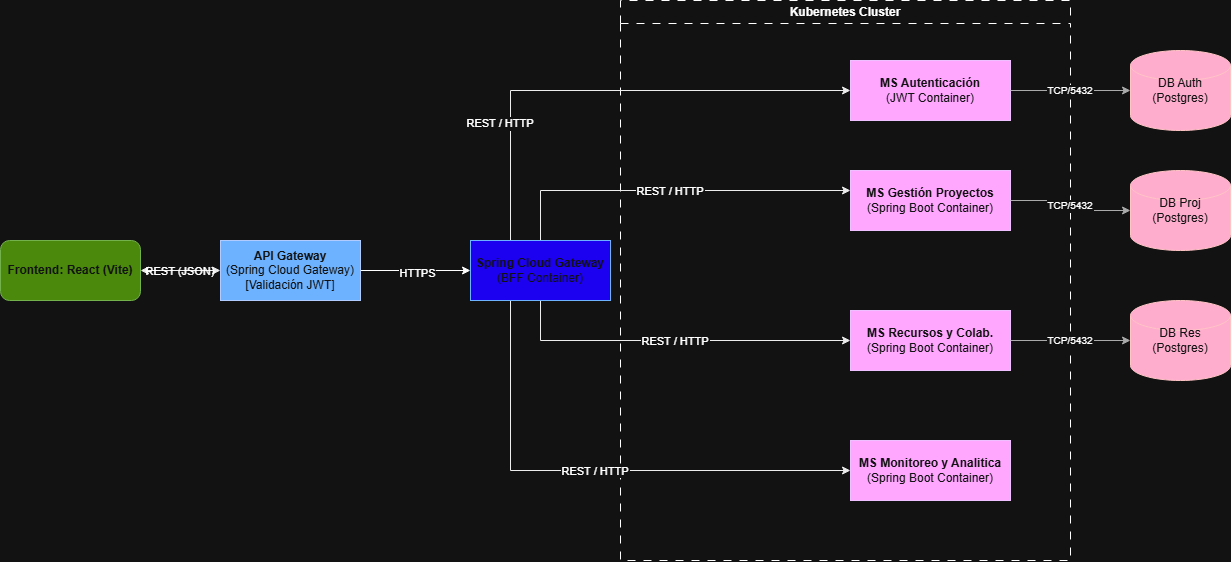 Kubernetes Cluster
MS Autenticación
(JWT Container)
TCP/5432
DB Auth
(Postgres)
REST / HTTP
MS Gestión Proyectos
(Spring Boot Container)
REST / HTTP
TCP/5432
DB Proj
(Postgres)
Frontend: React (Vite)
REST (JSON)
API Gateway
(Spring Cloud Gateway)
[Validación JWT]
HTTPS
Spring Cloud Gateway
(BFF Container)
REST / HTTP
MS Recursos y Colab.
(Spring Boot Container)
TCP/5432
DB Res
(Postgres)
REST / HTTP
MS Monitoreo y Analitica
(Spring Boot Container)